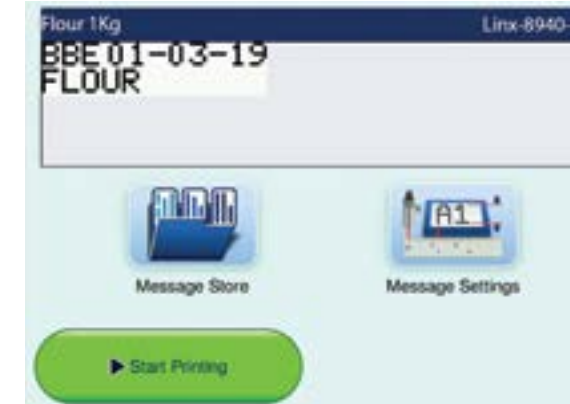 Flour 1Kg Linx-8940-
BBE 01-03-19
FLOUR
A1
Message Store Message Settings
Start Printing